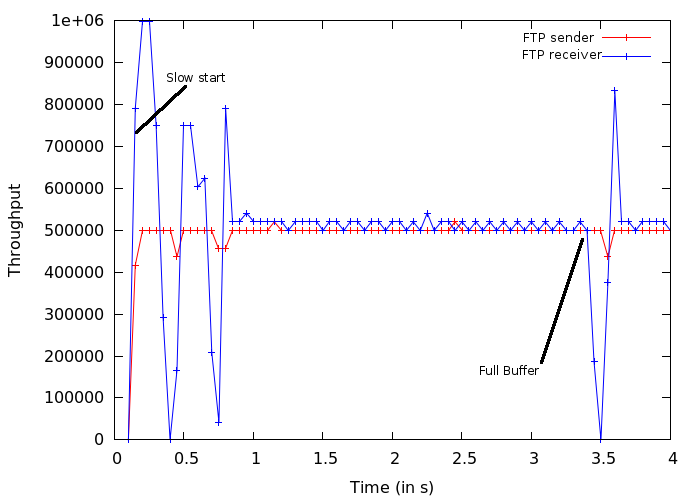 1e+06
900000
800000
700000
600000
500000
400000
300000
200000
100000
0
0 0.5 1 1.5 2 2.5 3 3.5 4
Throughput
Time (in s)
FTP sender
FTP receiver
Slow start
Full Buffer